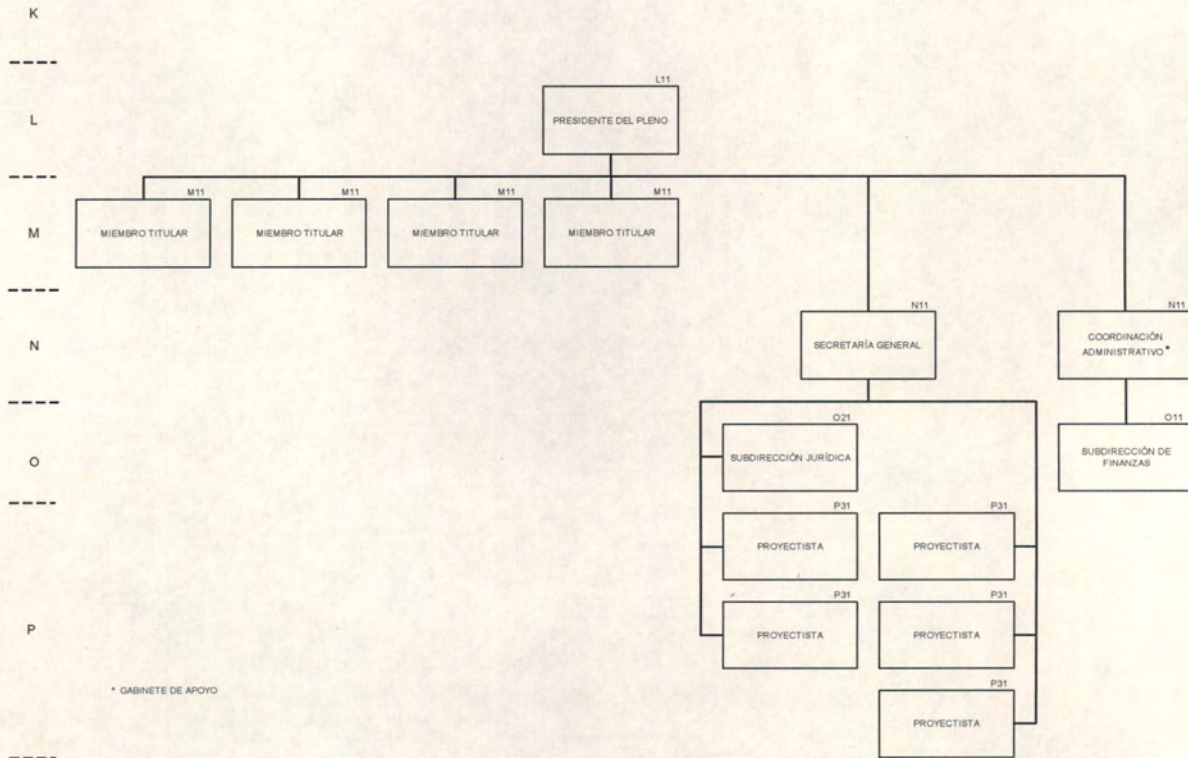 K
L11
L
PRESIDENTE DEL PLENO
M11
M11
M11
M11
M
MIEMBRO TITULAR
MIEMBRO TITULAR
MIEMBRO TITULAR
MIEMBRO TITULAR
N11
N11
N
SECRETARÍA GENERAL
COORDINACIÓN
ADMINISTRATIVO*
O21
O11
O
SUBDIRECCIÓN JURÍDICA
SUBDIRECCIÓN DE
FINANZAS
P31
P31
PROYECTISTA
PROYECTISTA
P31
P31
P
PROYECTISTA
PROYECTISTA
* GABINETE DE APOYO
P31
PROYECTISTA